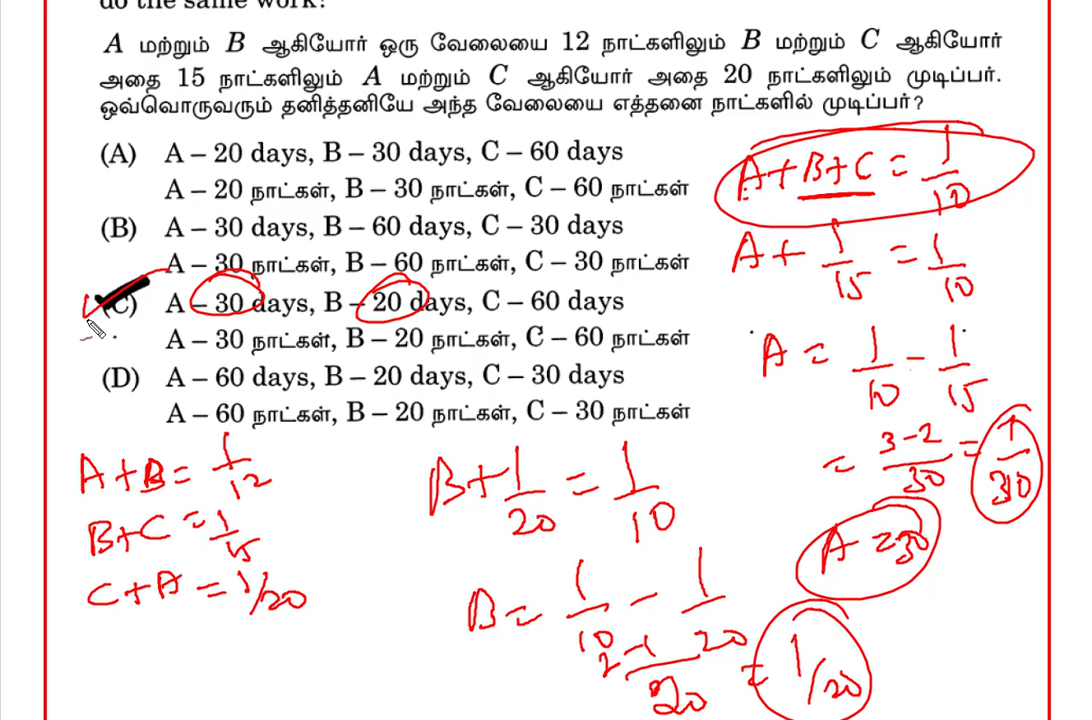 do the same work?
A மற்றும் B ஆகியோர் ஒரு வேலையை 12 நாட்களிலும் B மற்றும் C ஆகியோர்
அதை 15 நாட்களிலும் A மற்றும் C ஆகியோர் அதை 20 நாட்களிலும் முடிப்பர்.
ஒவ்வொருவரும் தனித்தனியே அந்த வேலையை எத்தனை நாட்களில் முடிப்பர்?
(A) A – 20 days, B – 30 days, C – 60 days
A – 20 நாட்கள், B – 30 நாட்கள், C – 60 நாட்கள்
(B) A – 30 days, B – 60 days, C – 30 days
A – 30 நாட்கள், B – 60 நாட்கள், C – 30 நாட்கள்
(C) A – 30 days, B – 20 days, C – 60 days
A – 30 நாட்கள், B – 20 நாட்கள், C – 60 நாட்கள்
(D) A – 60 days, B – 20 days, C – 30 days
A – 60 நாட்கள், B – 20 நாட்கள், C – 30 நாட்கள்
A+B+C = 1/10
A + 1/15 = 1/10
A = 1/10 – 1/15
= 3-2/30 = 1/30
A = 30
A+B = 1/12
B+C = 1/15
C+A = 1/20
B + 1/20 = 1/10
B = 1/10 – 1/20
2-1/20 = 1/20